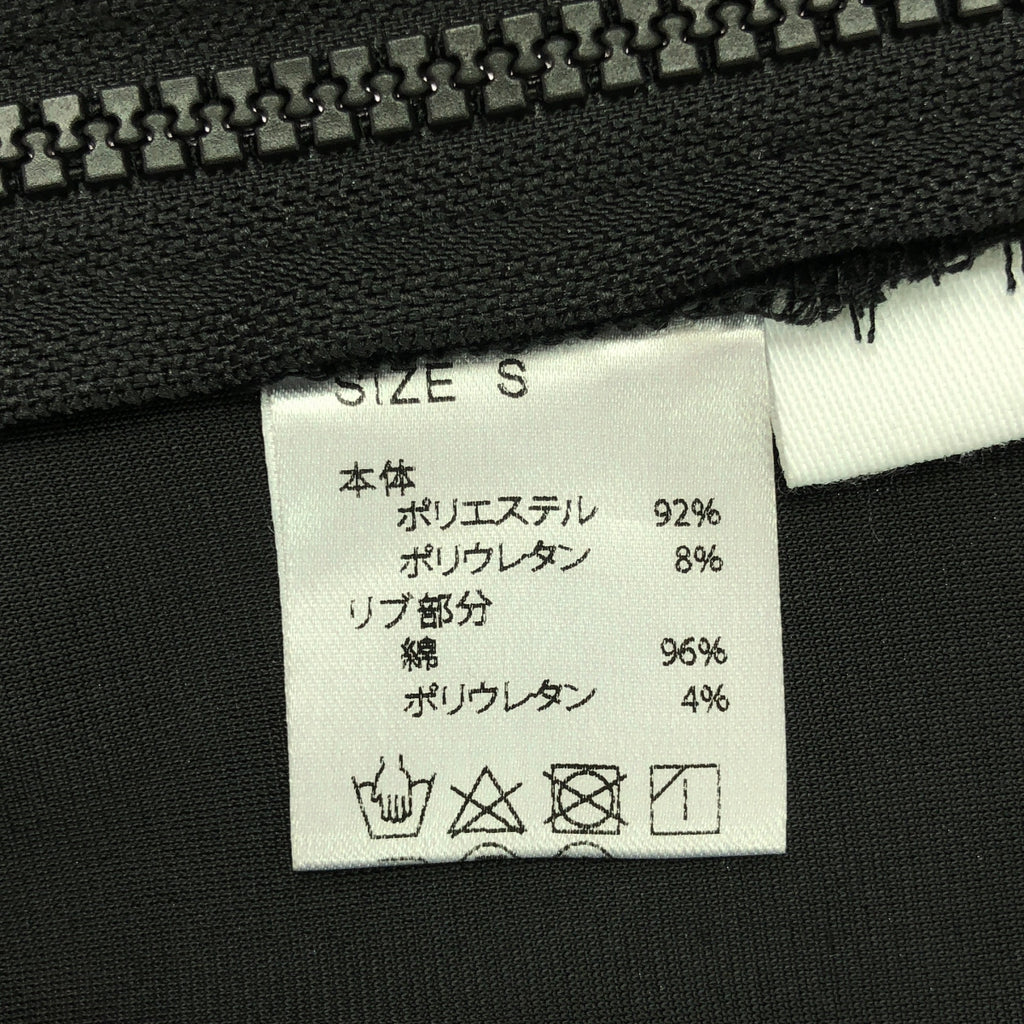 SIZE S
本体
ポリエステル 92%
ポリウレタン 8%
リブ部分
綿 96%
ポリウレタン 4%